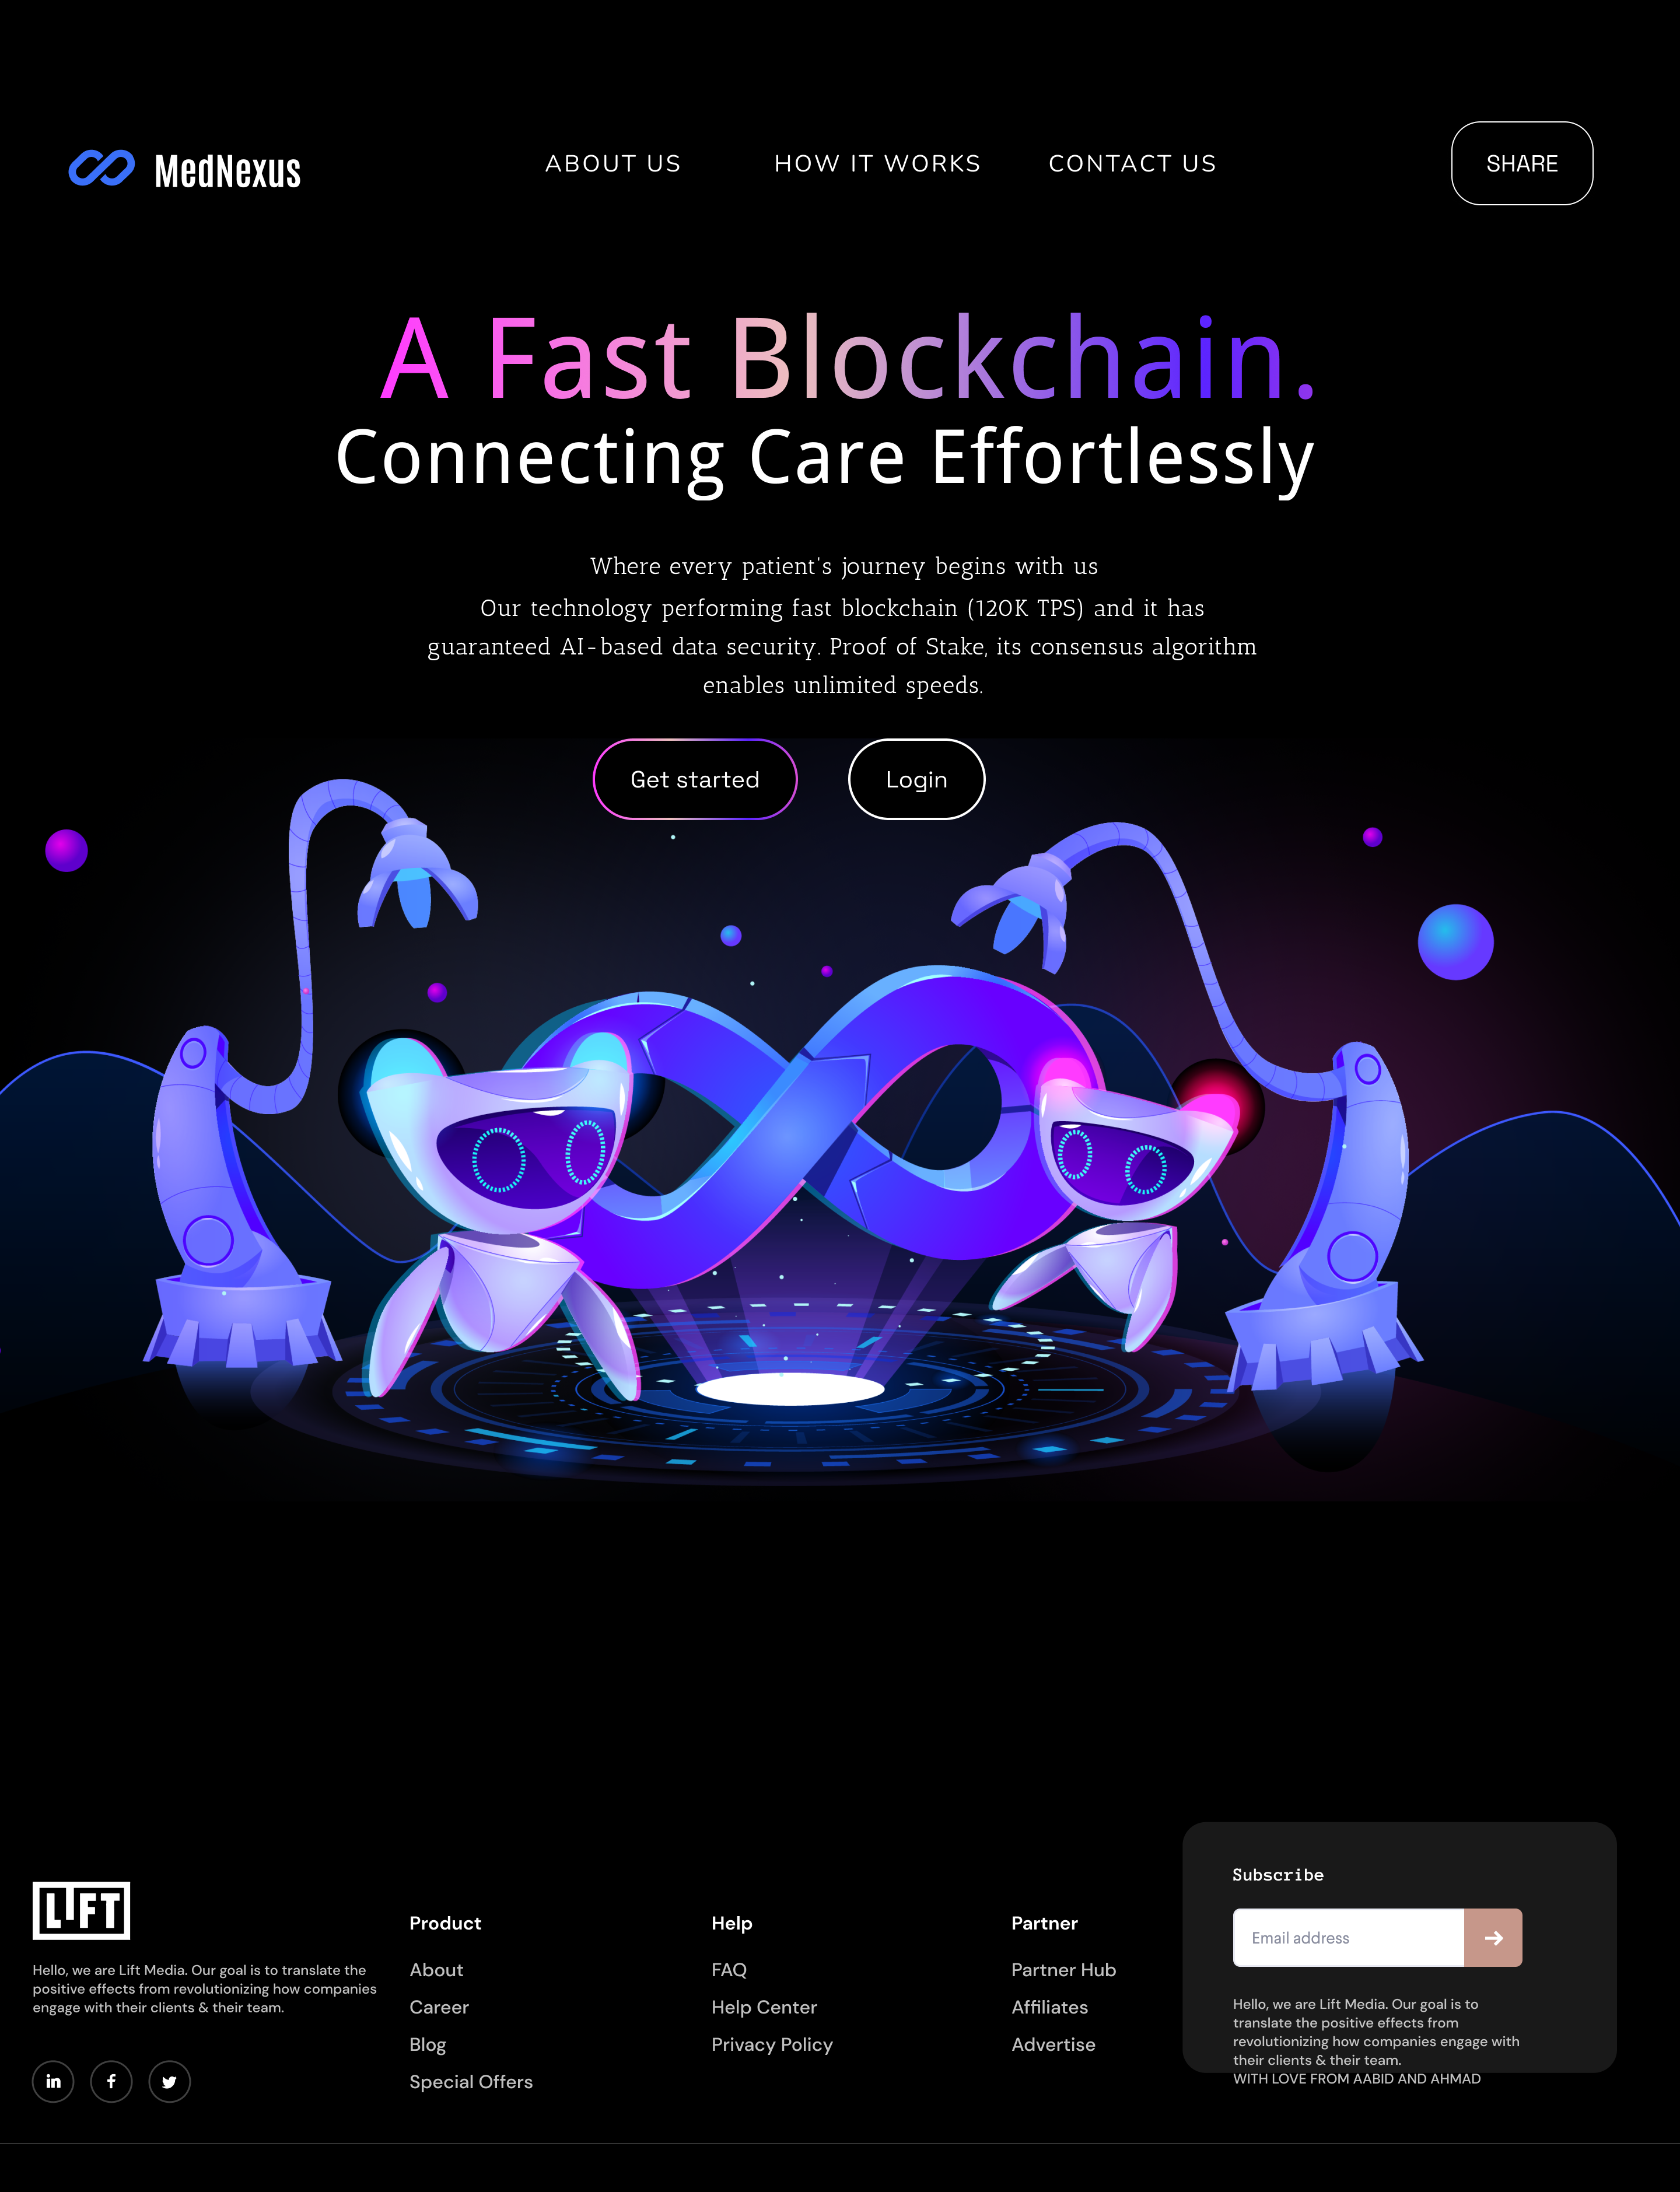 MedNexus
ABOUT US
HOW IT WORKS
CONTACT US
SHARE
A Fast Blockchain.
Connecting Care Effortlessly
Where every patient's journey begins with us
Our technology performing fast blockchain (120K TPS) and it has
guaranteed AI-based data security. Proof of Stake, its consensus algorithm
enables unlimited speeds.
Get started
Login
LIFT
Hello, we are Lift Media. Our goal is to translate the
positive effects from revolutionizing how companies
engage with their clients & their team.
in
f
Product
About
Career
Blog
Special Offers
Help
FAQ
Help Center
Privacy Policy
Partner
Partner Hub
Affiliates
Advertise
Subscribe
Email address
Hello, we are Lift Media. Our goal is to
translate the positive effects from
revolutionizing how companies engage with
their clients & their team.
WITH LOVE FROM AABID AND AHMAD